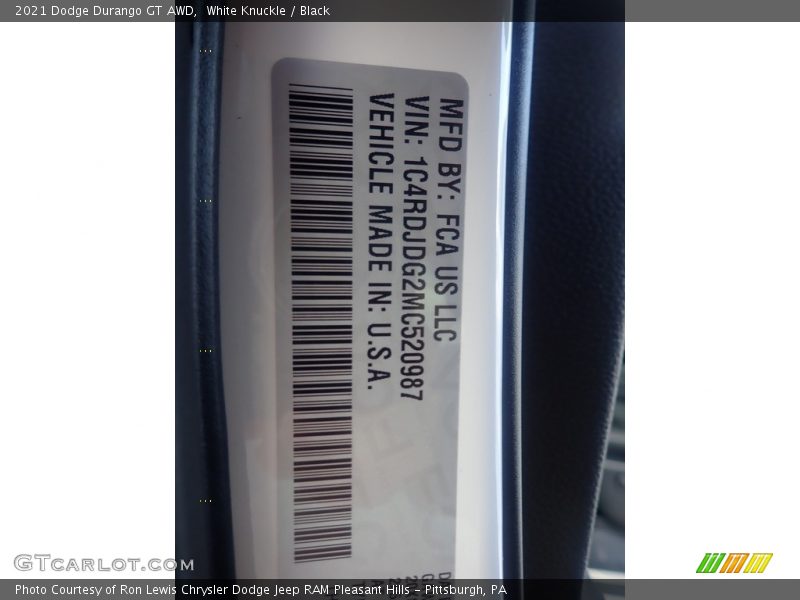 2021 Dodge Durango GT AWD, White Knuckle / Black
MFD BY: FCA US LLC
VIN: 1C4RDJDG2MC520987
VEHICLE MADE IN: U.S.A.
GTCARLOT.COM
Photo Courtesy of Ron Lewis Chrysler Dodge Jeep RAM Pleasant Hills - Pittsburgh, PA